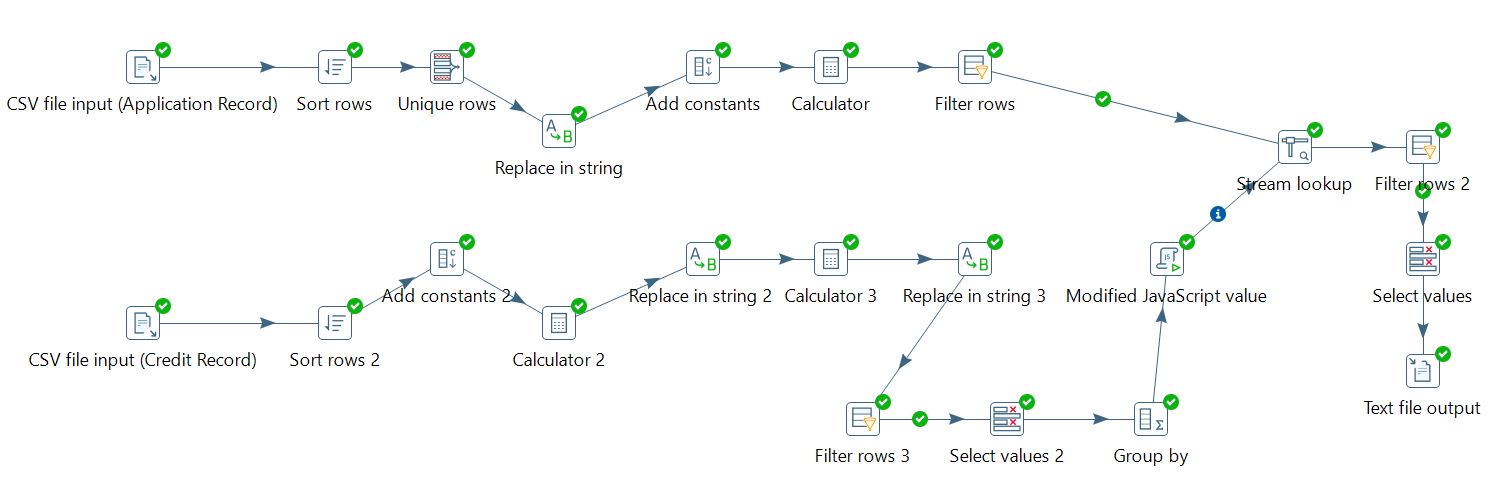 CSV file input (Application Record)
Sort rows
Unique rows
Replace in string
Add constants
Calculator
Filter rows
Stream lookup
Filter rows 2
CSV file input (Credit Record)
Sort rows 2
Add constants 2
Calculator 2
Replace in string 2
Calculator 3
Replace in string 3
Modified JavaScript value
Select values
Filter rows 3
Select values 2
Group by
Text file output